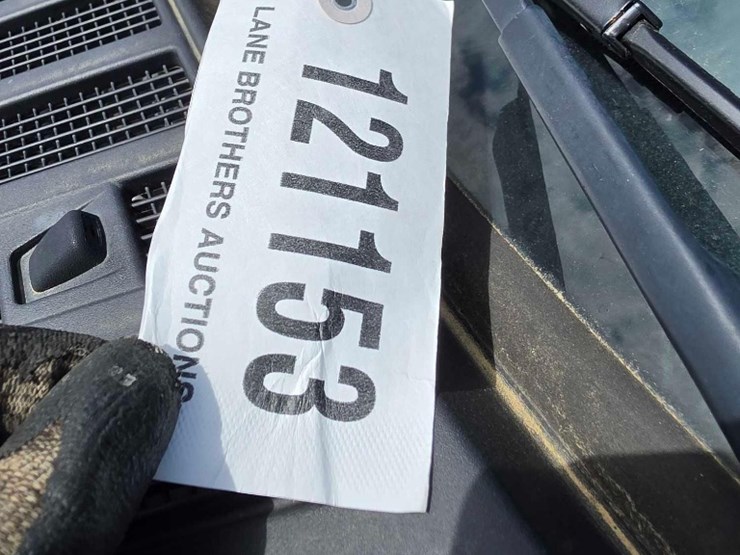 121153
LANE BROTHERS AUCTIONS